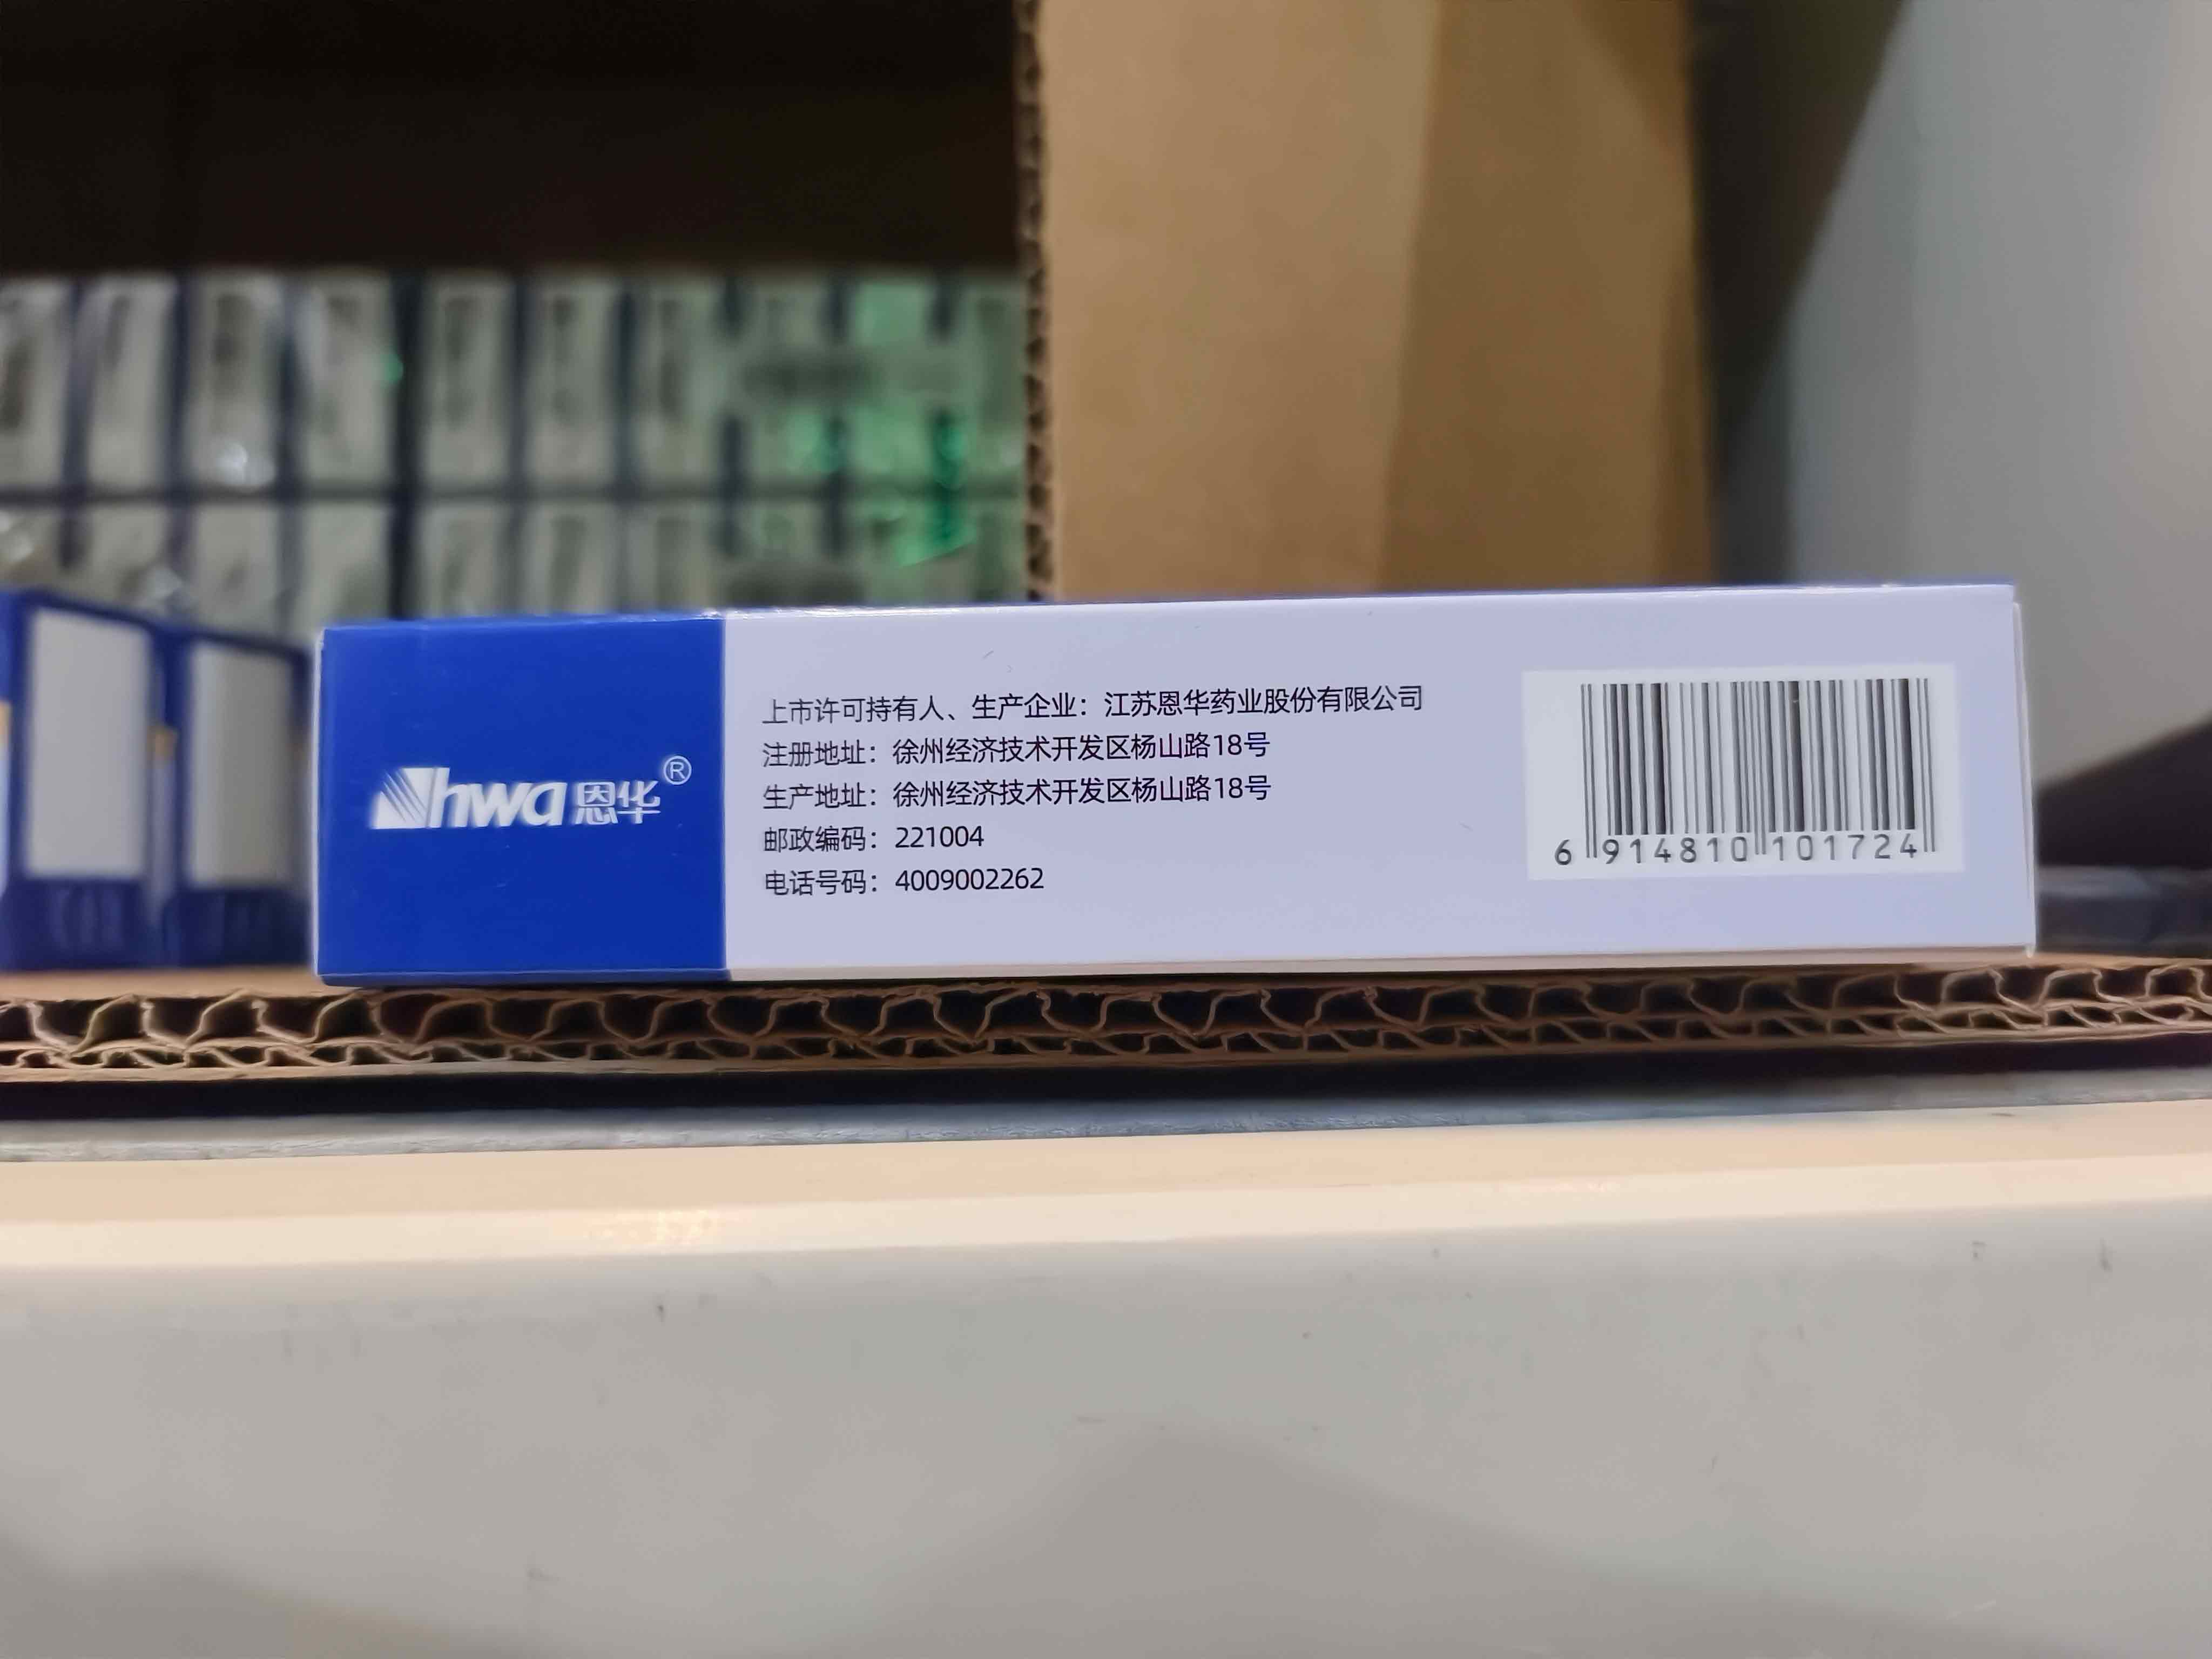 hwa恩华®
上市许可持有人、生产企业：江苏恩华药业股份有限公司
注册地址：徐州经济技术开发区杨山路18号
生产地址：徐州经济技术开发区杨山路18号
邮政编码：221004
电话号码：4009002262
6 914810 101724